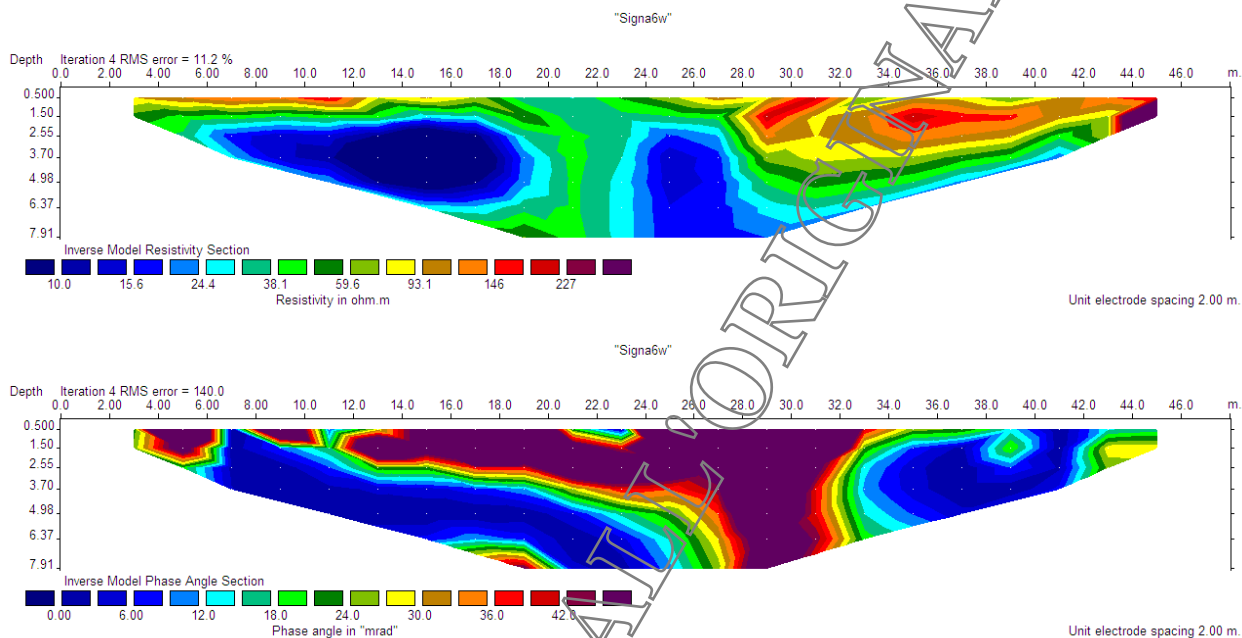 "Signa6w"
Depth Iteration 4 RMS error = 11.2 %
0.0 2.00 4.00 6.00 8.00 10.0 12.0 14.0 16.0 18.0 20.0 22.0 24.0 26.0 28.0 30.0 32.0 34.0 36.0 38.0 40.0 42.0 44.0 46.0 m.
0.500
1.50
2.55
3.70
4.98
6.37
7.91
Inverse Model Resistivity Section
10.0 15.6 24.4 38.1 59.6 93.1 146 227
Resistivity in ohm.m
Unit electrode spacing 2.00 m.
"Signa6w"
Depth Iteration 4 RMS error = 140.0
0.0 2.00 4.00 6.00 8.00 10.0 12.0 14.0 16.0 18.0 20.0 22.0 24.0 26.0 28.0 30.0 32.0 34.0 36.0 38.0 40.0 42.0 44.0 46.0 m.
0.500
1.50
2.55
3.70
4.98
6.37
7.91
Inverse Model Phase Angle Section
0.00 6.00 12.0 18.0 24.0 30.0 36.0 42.0
Phase angle in "mrad"
Unit electrode spacing 2.00 m.
ALL'ORIGINAL